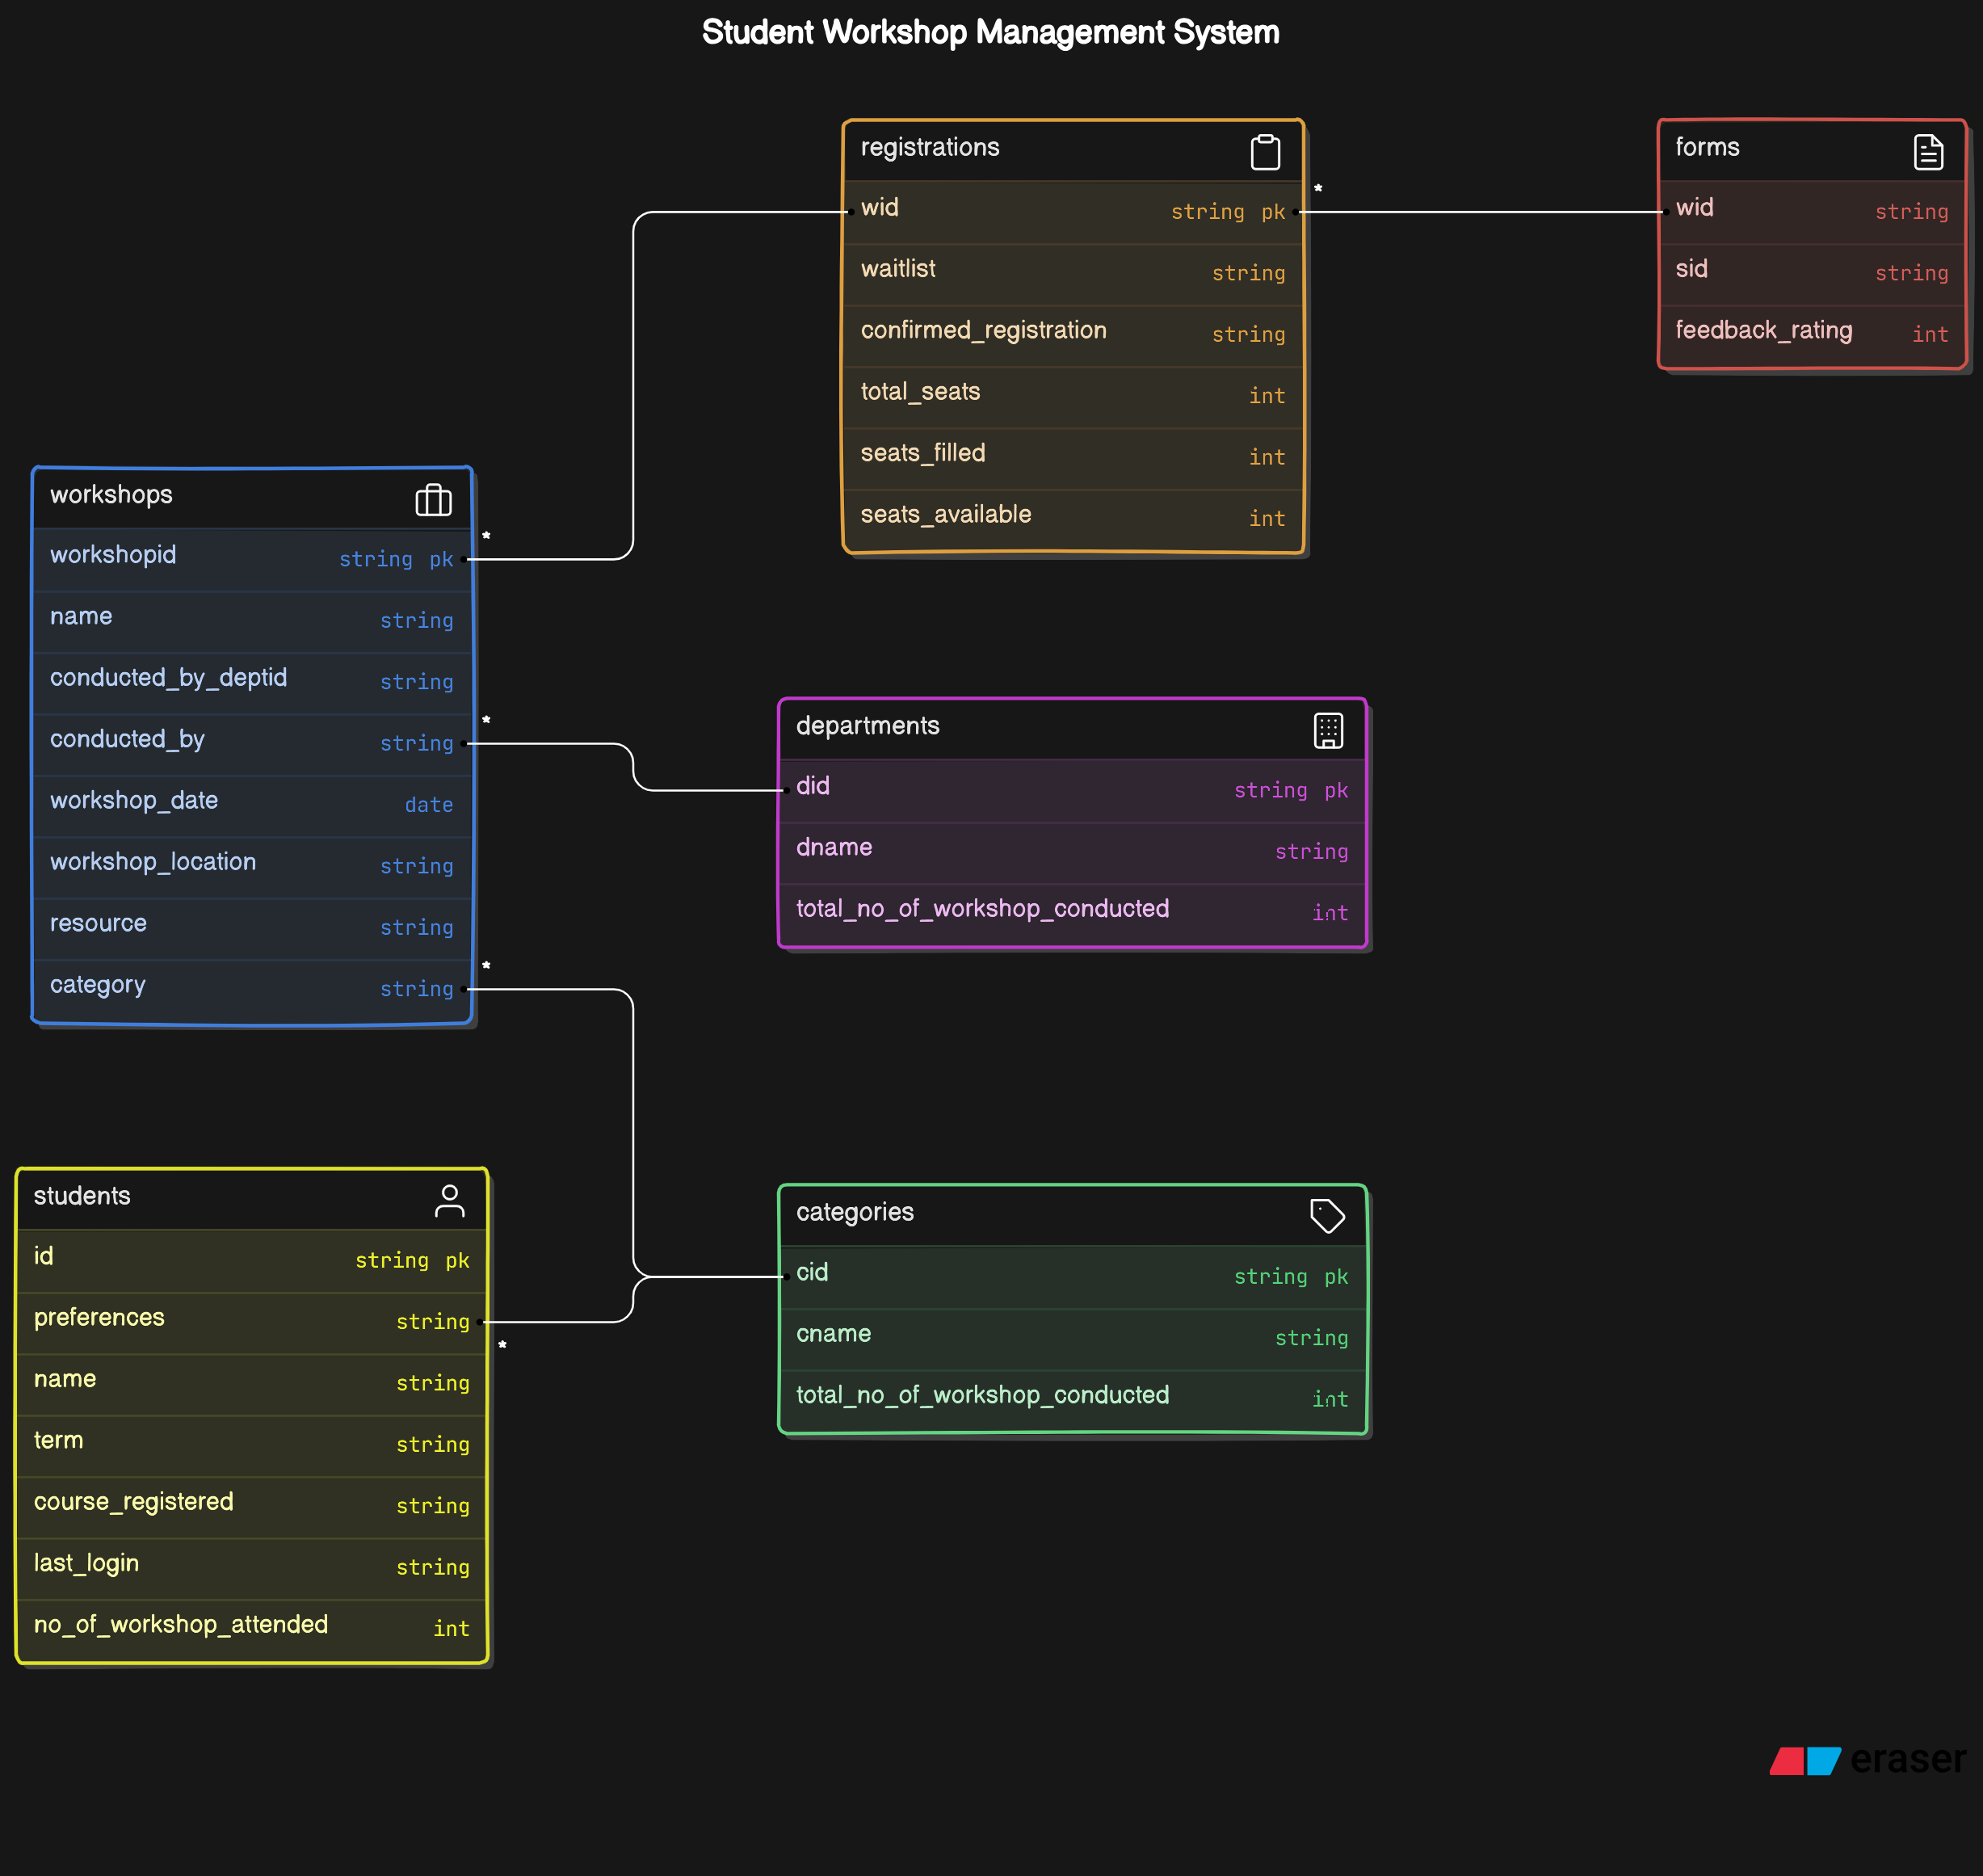 Student Workshop Management System
registrations
wid string pk *
waitlist string
confirmed_registration string
total_seats int
seats_filled int
seats_available int
forms
wid string
sid string
feedback_rating int
workshops
workshopid string pk *
name string
conducted_by_deptid string
conducted_by string *
workshop_date date
workshop_location string
resource string
category string *
departments
did string pk
dname string
total_no_of_workshop_conducted int
students
id string pk
preferences string *
name string
term string
course_registered string
last_login string
no_of_workshop_attended int
categories
cid string pk
cname string
total_no_of_workshop_conducted int
eraser